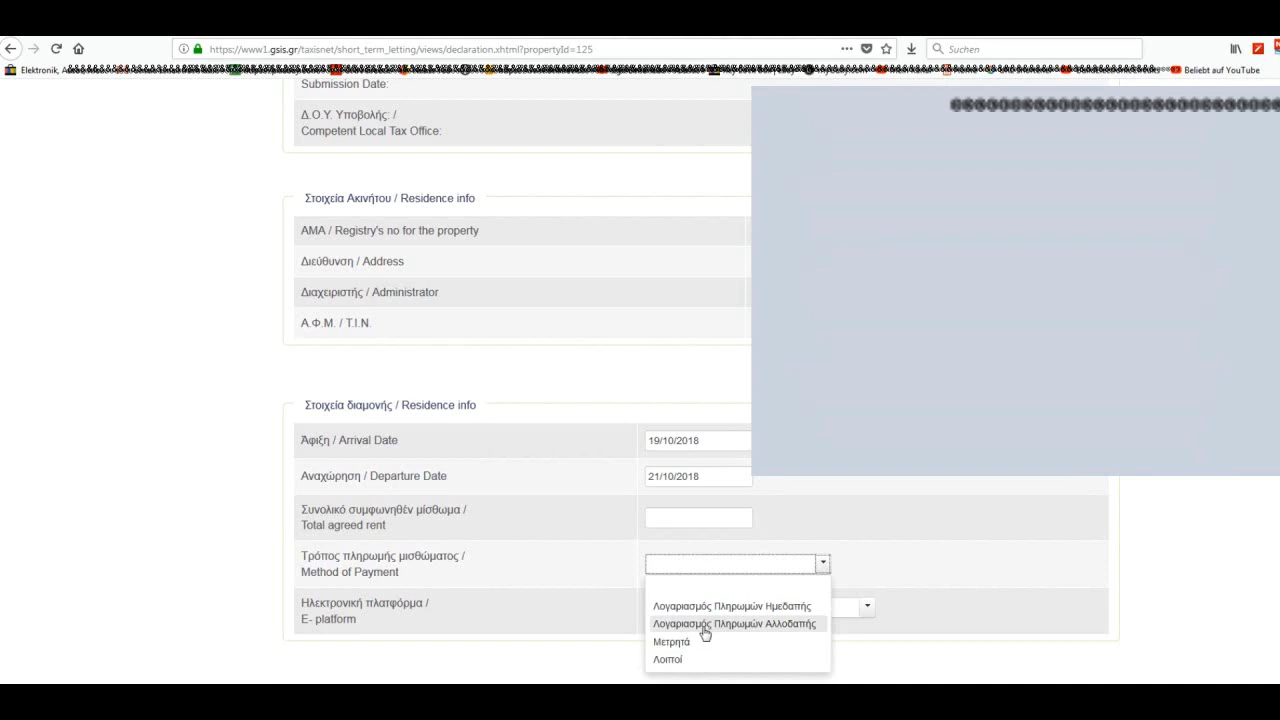 https://www1.gsis.gr/taxisnet/short_term_letting/views/declaration.xhtml?propertyId=125
Suchen
Elektronik,
Beliebt auf YouTube
Submission Date:
Δ.Ο.Υ. Υποβολής: /
Competent Local Tax Office:
Στοιχεία Ακινήτου / Residence info
ΑΜΑ / Registry's no for the property
Διεύθυνση / Address
Διαχειριστής / Administrator
Α.Φ.Μ. / T.I.N.
Στοιχεία διαμονής / Residence info
Άφιξη / Arrival Date
19/10/2018
Αναχώρηση / Departure Date
21/10/2018
Συνολικό συμφωνηθέν μίσθωμα /
Total agreed rent
Τρόπος πληρωμής μισθώματος /
Method of Payment
Ηλεκτρονική πλατφόρμα /
E- platform
Λογαριασμός Πληρωμών Ημεδαπής
Λογαριασμός Πληρωμών Αλλοδαπής
Μετρητά
Λοιποί